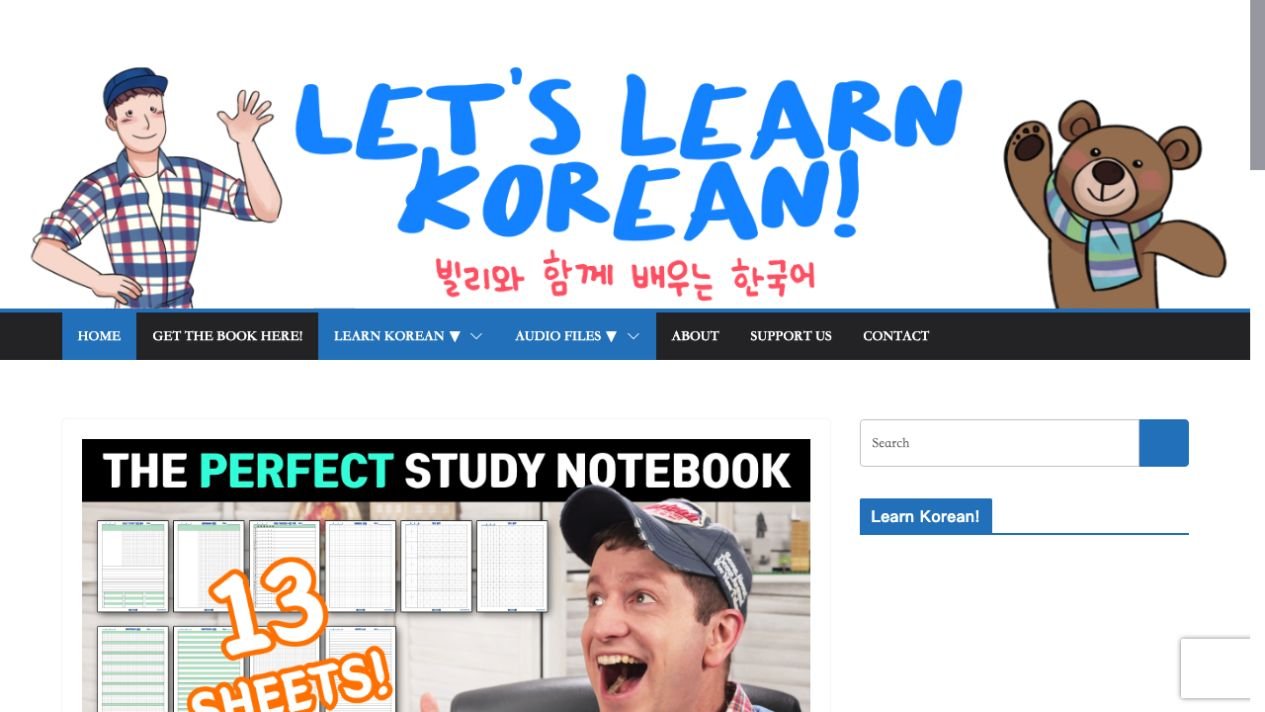 LET'S LEARN
KOREAN!
빌리와 함께 배우는 한국어
HOME GET THE BOOK HERE! LEARN KOREAN ▼ AUDIO FILES ▼ ABOUT SUPPORT US CONTACT
THE PERFECT STUDY NOTEBOOK
13
SHEETS!
Search
Learn Korean!